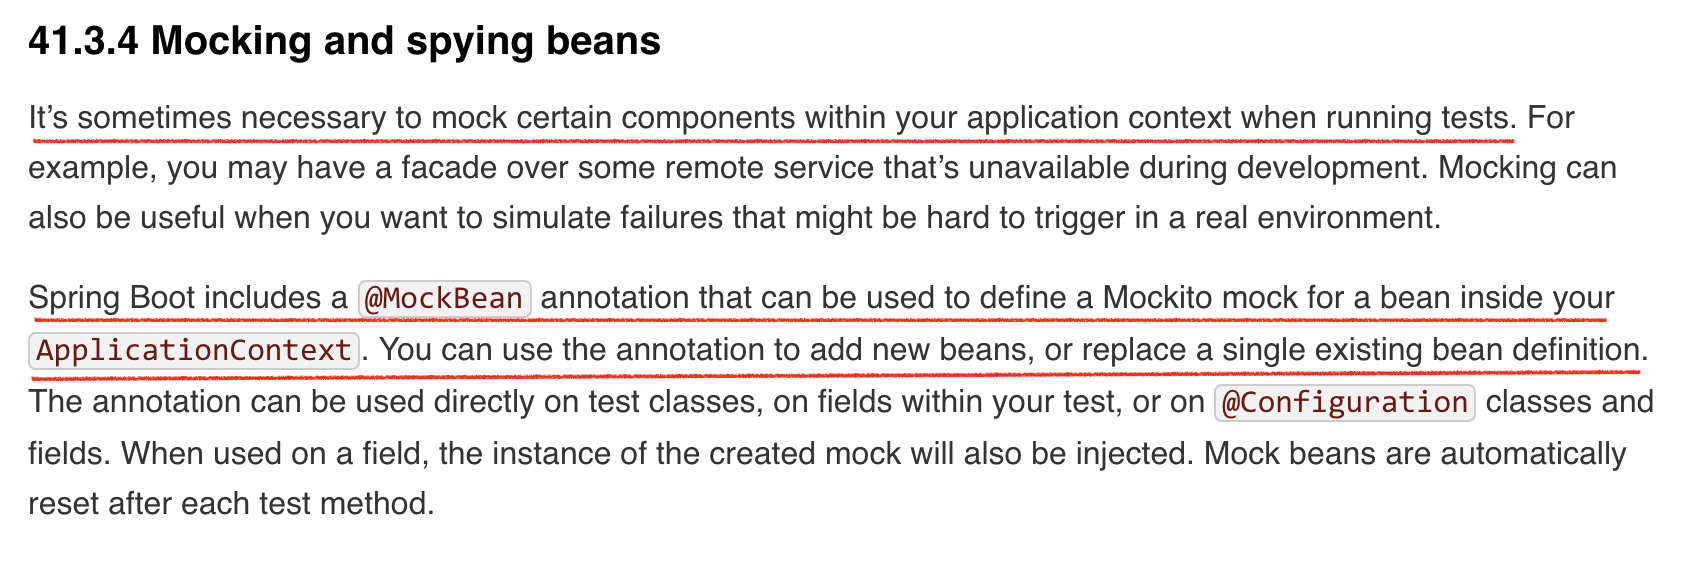 41.3.4 Mocking and spying beans
It’s sometimes necessary to mock certain components within your application context when running tests. For
example, you may have a facade over some remote service that’s unavailable during development. Mocking can
also be useful when you want to simulate failures that might be hard to trigger in a real environment.
Spring Boot includes a @MockBean annotation that can be used to define a Mockito mock for a bean inside your
ApplicationContext. You can use the annotation to add new beans, or replace a single existing bean definition.
The annotation can be used directly on test classes, on fields within your test, or on @Configuration classes and
fields. When used on a field, the instance of the created mock will also be injected. Mock beans are automatically
reset after each test method.